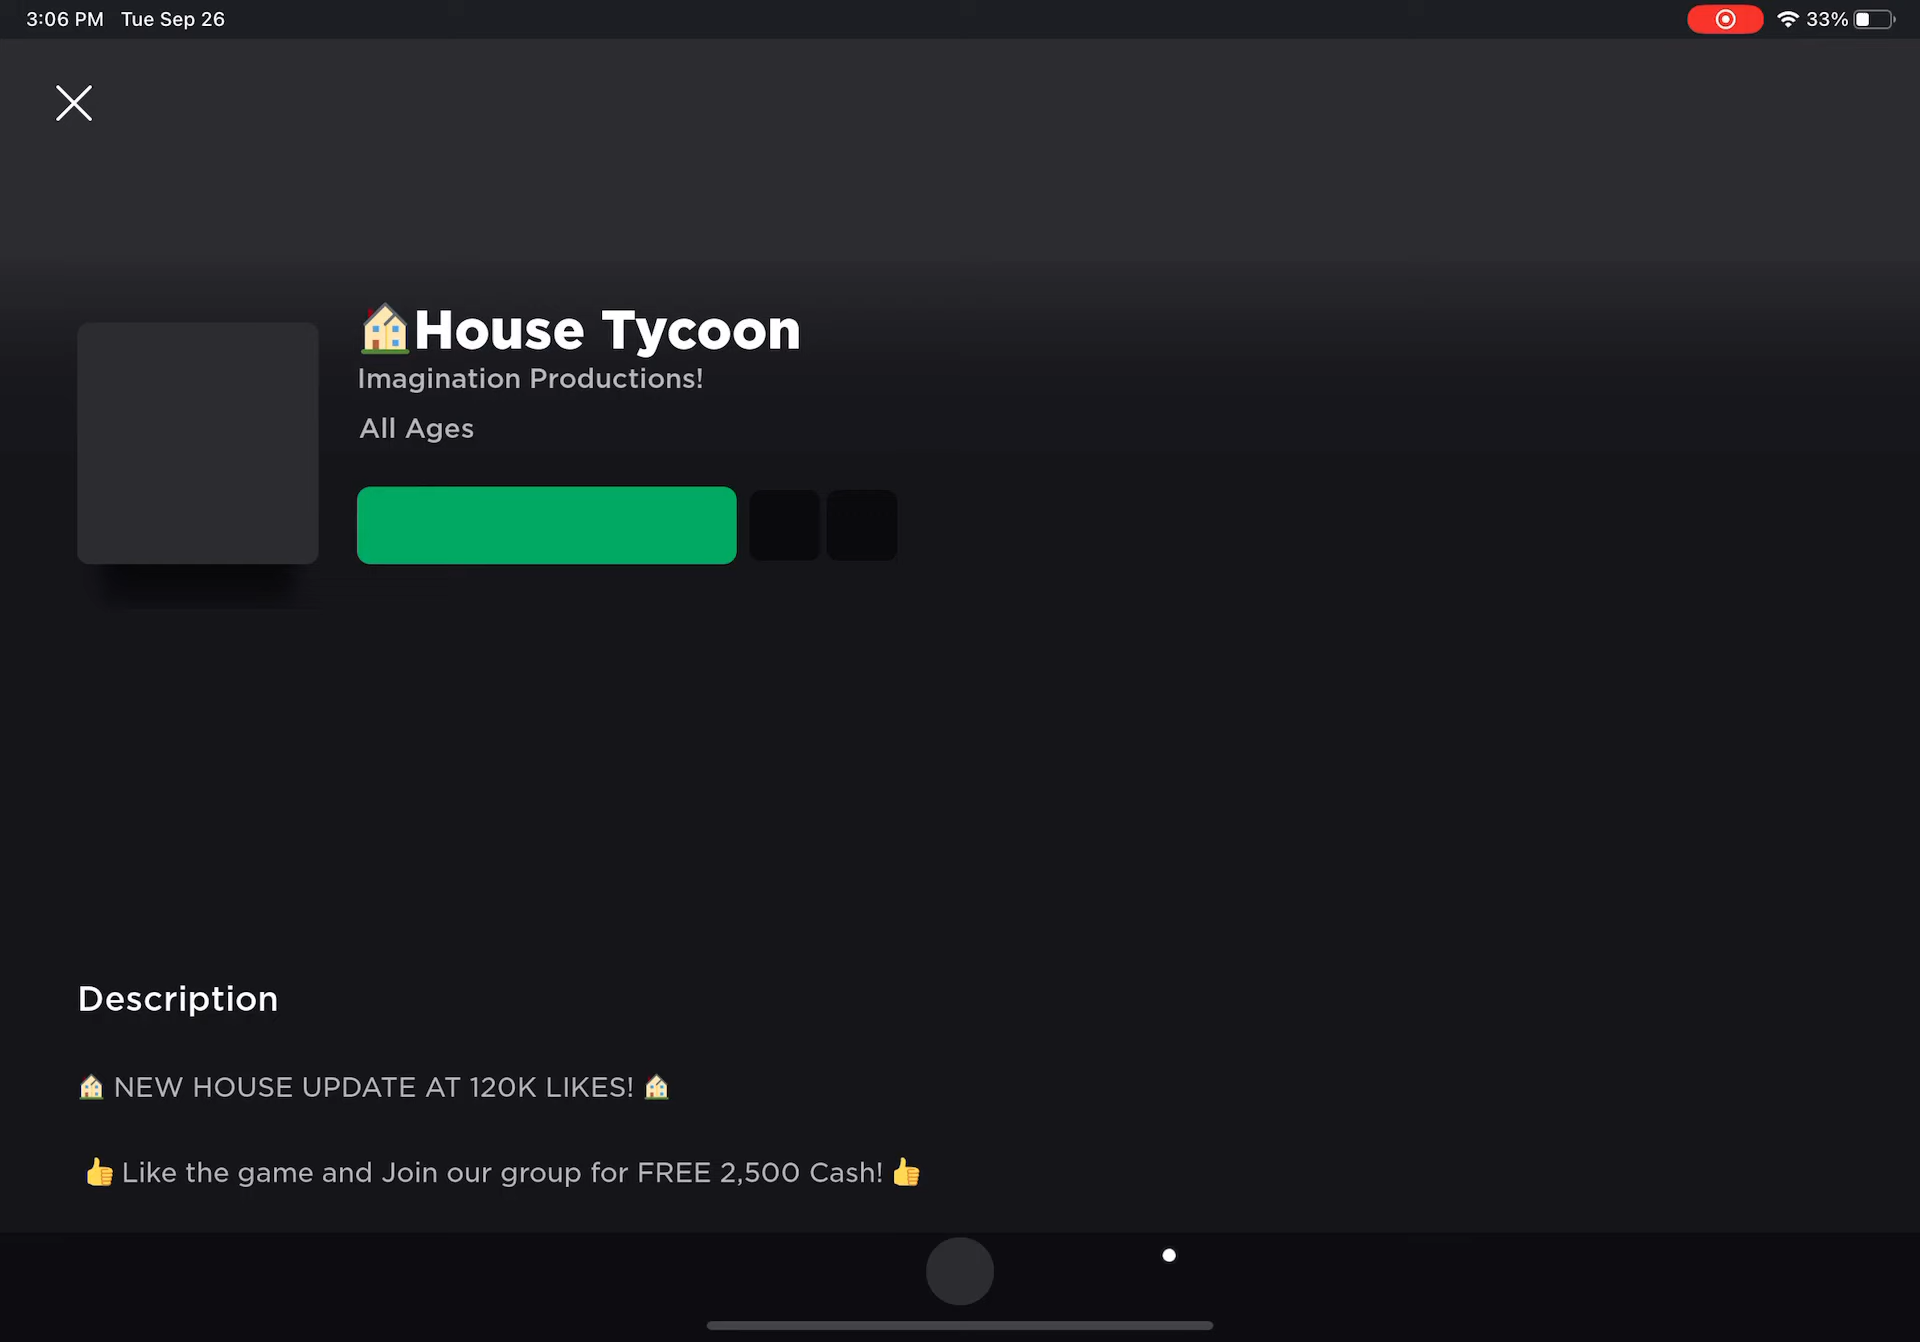 3:06 PM Tue Sep 26
33%
🏠House Tycoon
Imagination Productions!
All Ages
Description
🏠 NEW HOUSE UPDATE AT 120K LIKES! 🏠
👍 Like the game and Join our group for FREE 2,500 Cash! 👍